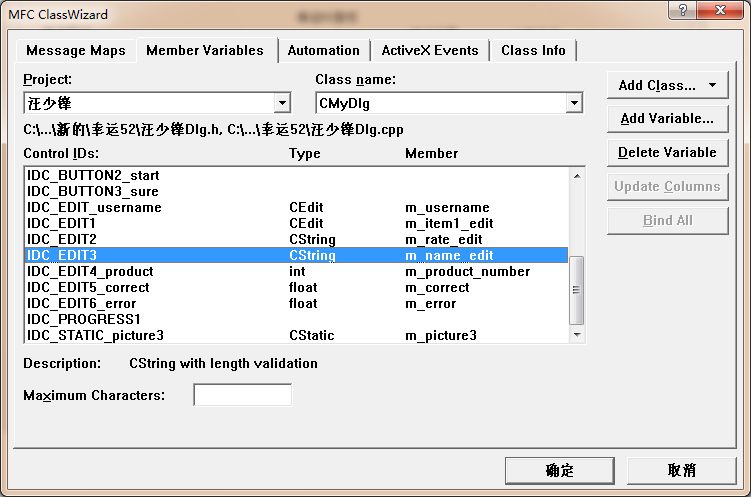 MFC ClassWizard
Message Maps Member Variables Automation ActiveX Events Class Info
Project: Class name:
汪少锋 CMyDlg
Add Class...
C:\...\新的\幸运52\汪少锋Dlg.h, C:\...\幸运52\汪少锋Dlg.cpp
Add Variable...
Control IDs: Type Member
Delete Variable
IDC_BUTTON2_start
IDC_BUTTON3_sure
Update Columns
IDC_EDIT_username CEdit m_username
IDC_EDIT1 CEdit m_item1_edit
Bind All
IDC_EDIT2 CString m_rate_edit
IDC_EDIT3 CString m_name_edit
IDC_EDIT4_product int m_product_number
IDC_EDIT5_correct float m_correct
IDC_EDIT6_error float m_error
IDC_PROGRESS1
IDC_STATIC_picture3 CStatic m_picture3
Description: CString with length validation
Maximum Characters:
确定 取消